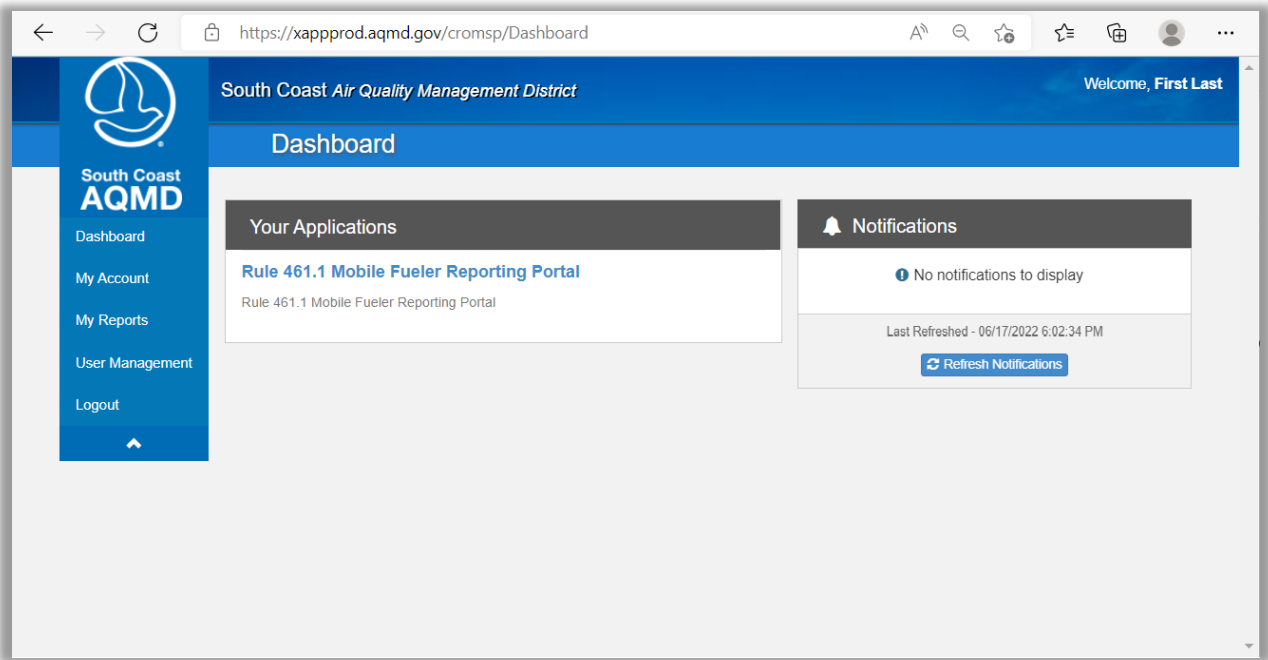 https://xappprod.aqmd.gov/cromsp/Dashboard
South Coast Air Quality Management District
Welcome, First Last
Dashboard
South Coast
AQMD
Dashboard
My Account
My Reports
User Management
Logout
Your Applications
Rule 461.1 Mobile Fueler Reporting Portal
Rule 461.1 Mobile Fueler Reporting Portal
Notifications
No notifications to display
Last Refreshed - 06/17/2022 6:02:34 PM
Refresh Notifications